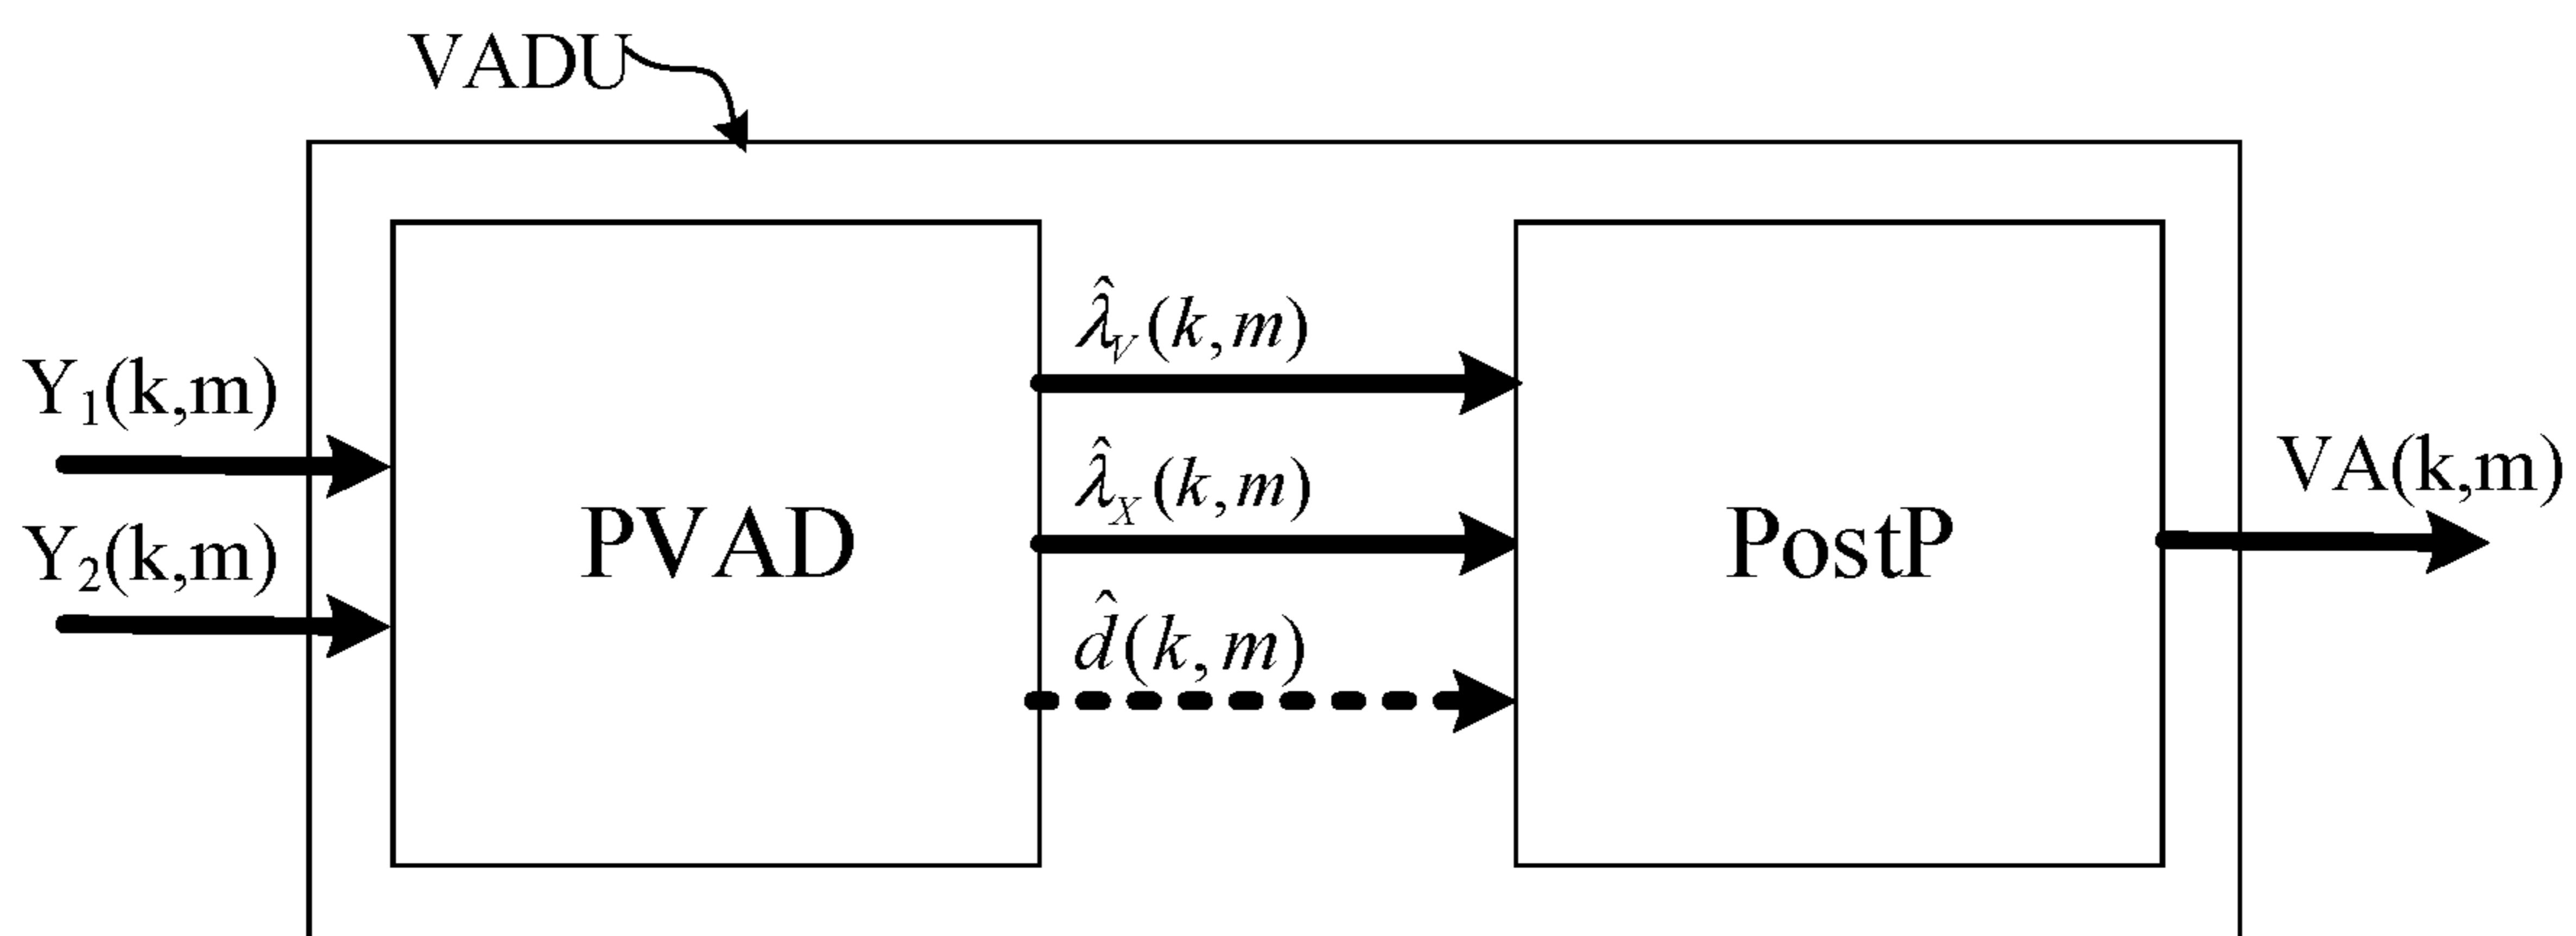 VADU
Y₁(k,m)
Y₂(k,m)
PVAD
λ̂_V(k,m)
λ̂_X(k,m)
d̂(k,m)
PostP
VA(k,m)